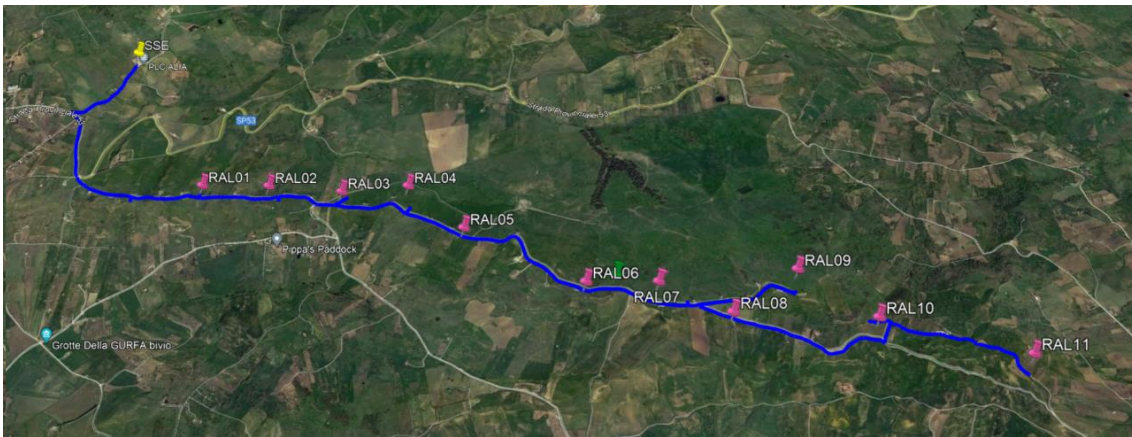 SSE
PLC ALIA
SP53
RAL01
RAL02
RAL03
RAL04
RAL05
Pippa's Paddock
RAL06
RAL07
RAL08
RAL09
RAL10
RAL11
Grotte Della GURFA bivio